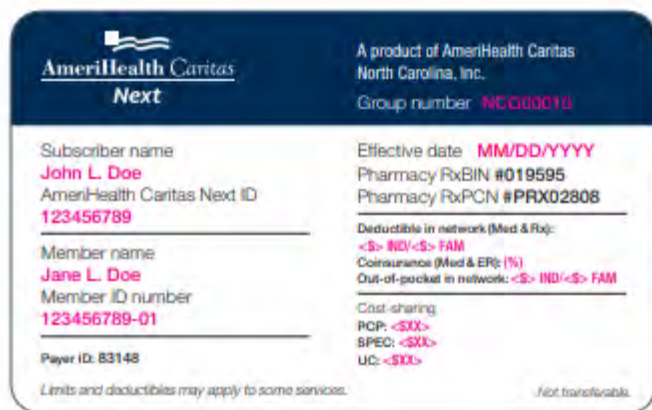 AmeriHealth Caritas
Next
A product of AmeriHealth Caritas
North Carolina, Inc.
Group number NCG00010
Subscriber name
John L. Doe
AmeriHealth Caritas Next ID
123456789
Member name
Jane L. Doe
Member ID number
123456789-01
Payer ID: 83148
Effective date MM/DD/YYYY
Pharmacy RxBIN #019595
Pharmacy RxPCN #PRX02808
Deductible in network (Med & Rx):
<$> IND/<$> FAM
Coinsurance (Med & ER): (%)
Out-of-pocket in network: <$> IND/<$> FAM
Cost-sharing
PCP: <$XX>
SPEC: <$XX>
UC: <$XX>
Limits and deductibles may apply to some services.
Not transferable.